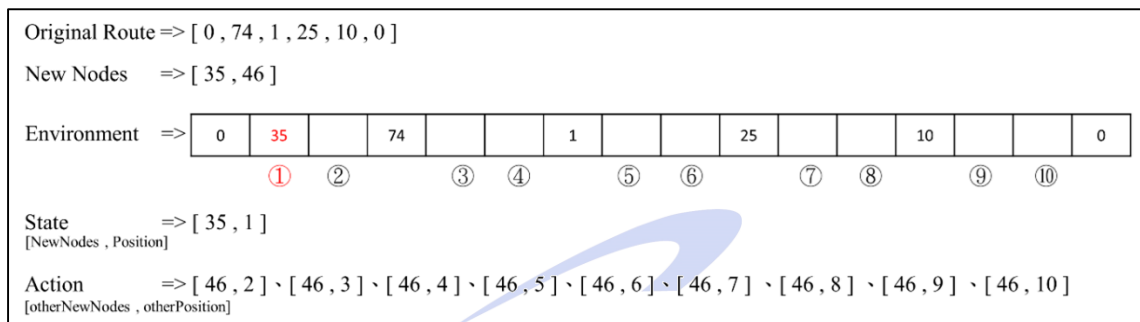 Original Route => [ 0 , 74 , 1 , 25 , 10 , 0 ]
New Nodes => [ 35 , 46 ]
Environment => 0 35 74 1 25 10 0
① ② ③ ④ ⑤ ⑥ ⑦ ⑧ ⑨ ⑩
State => [ 35 , 1 ]
[NewNodes , Position]
Action => [ 46 , 2 ]、[ 46 , 3 ]、[ 46 , 4 ]、[ 46 , 5 ]、[ 46 , 6 ]、[ 46 , 7 ]、[ 46 , 8 ]、[ 46 , 9 ]、[ 46 , 10 ]
[otherNewNodes , otherPosition]